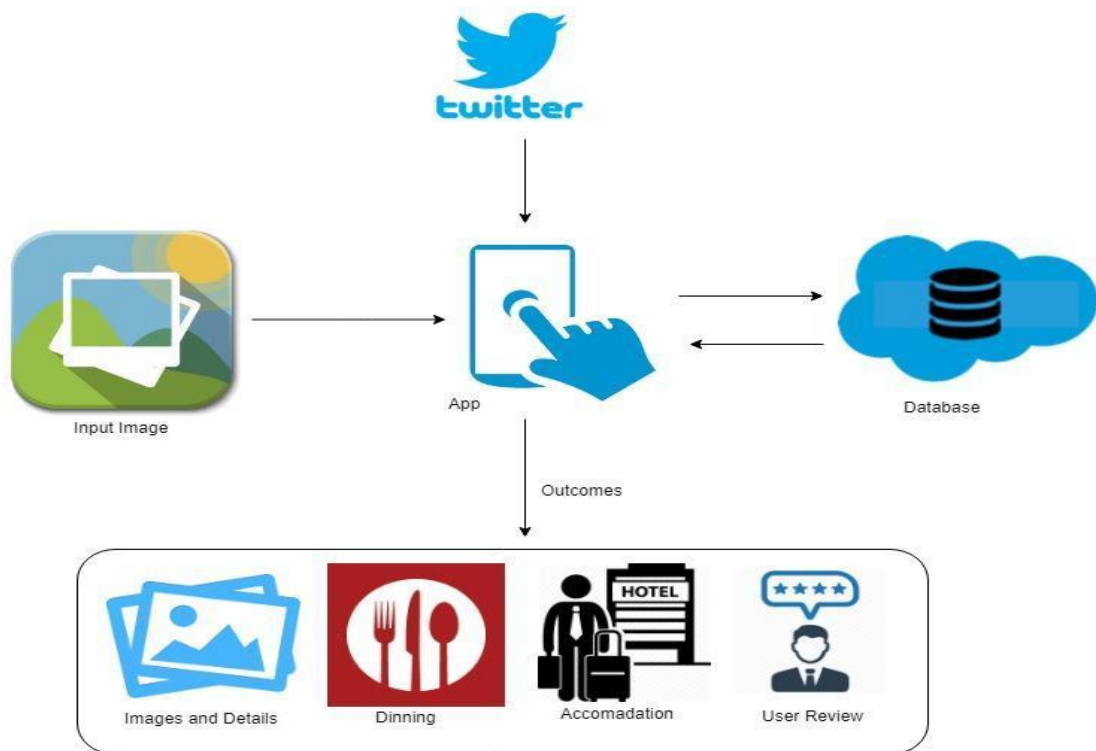 twitter
Input Image
App
Database
Outcomes
HOTEL
Images and Details
Dinning
Accomadation
User Review